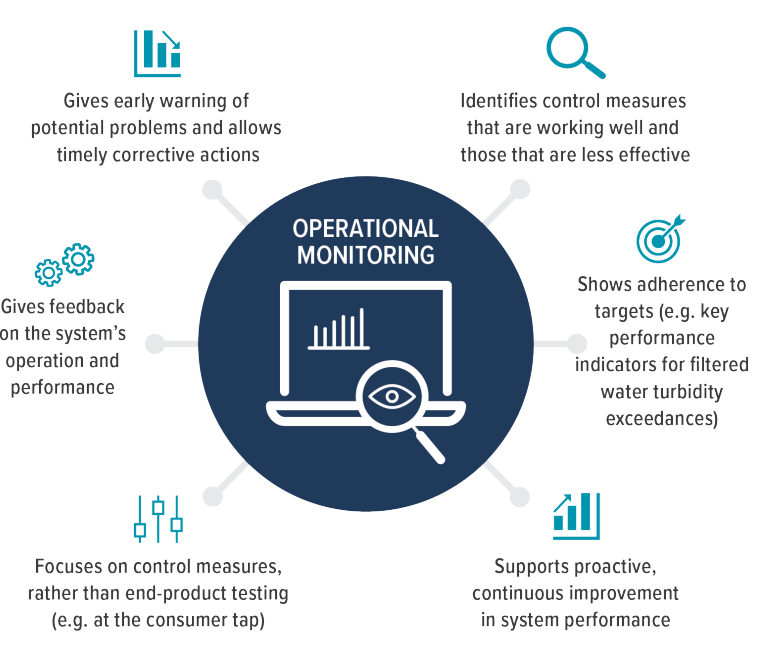 Gives early warning of
potential problems and allows
timely corrective actions
Identifies control measures
that are working well and
those that are less effective
OPERATIONAL
MONITORING
Gives feedback
on the system’s
operation and
performance
Shows adherence to
targets (e.g. key
performance
indicators for filtered
water turbidity
exceedances)
Focuses on control measures,
rather than end-product testing
(e.g. at the consumer tap)
Supports proactive,
continuous improvement
in system performance